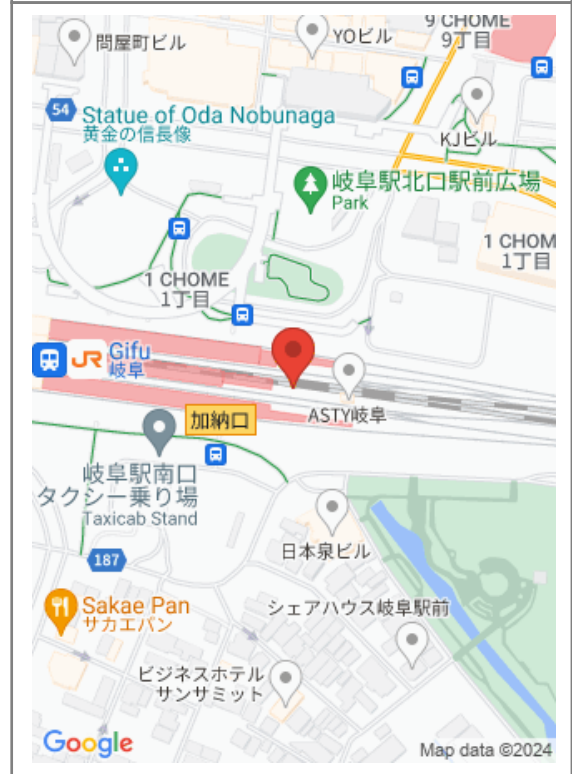 9 CHOME
9丁目
YOビル
問屋町ビル
54
Statue of Oda Nobunaga
黄金の信長像
KJビル
岐阜駅北口駅前広場
Park
1 CHOM
1丁目
1 CHOME
1丁目
JR
Gifu
岐阜
加納口
ASTY岐阜
岐阜駅南口
タクシー乗り場
Taxicab Stand
187
日本泉ビル
Sakae Pan
サカエパン
シェアハウス岐阜駅前
ビジネスホテル
サンサミット
Google
Map data ©2024